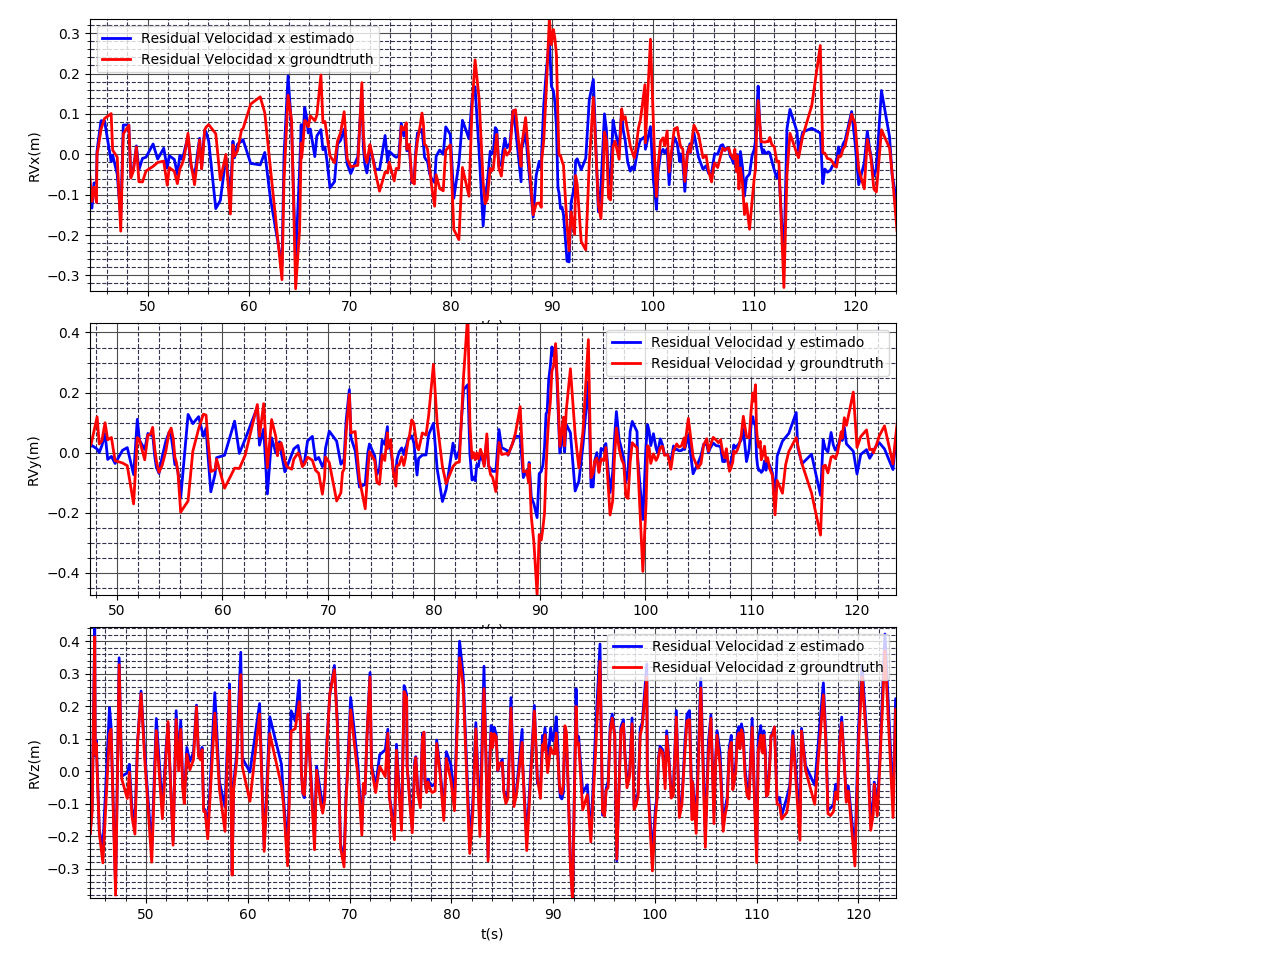 0.3
0.2
0.1
0.0
−0.1
−0.2
−0.3
RVx(m)
Residual Velocidad x estimado
Residual Velocidad x groundtruth
50 60 70 80 90 100 110 120
0.4
0.2
0.0
−0.2
−0.4
RVy(m)
Residual Velocidad y estimado
Residual Velocidad y groundtruth
50 60 70 80 90 100 110 120
0.4
0.3
0.2
0.1
0.0
−0.1
−0.2
−0.3
RVz(m)
Residual Velocidad z estimado
Residual Velocidad z groundtruth
50 60 70 80 90 100 110 120
t(s)